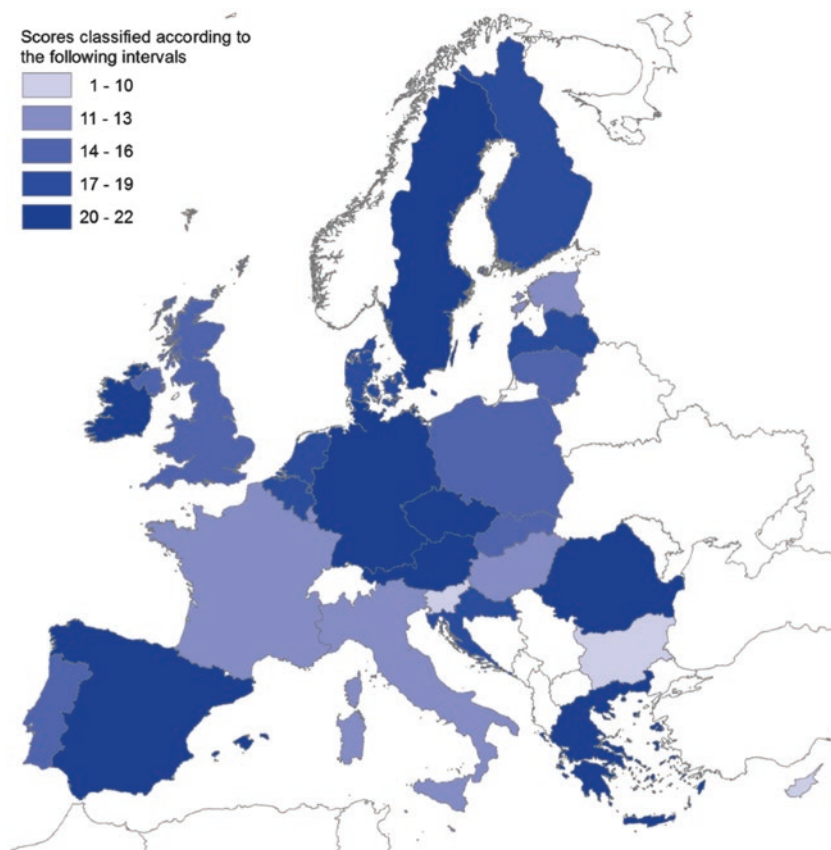 Scores classified according to
the following intervals
1 - 10
11 - 13
14 - 16
17 - 19
20 - 22